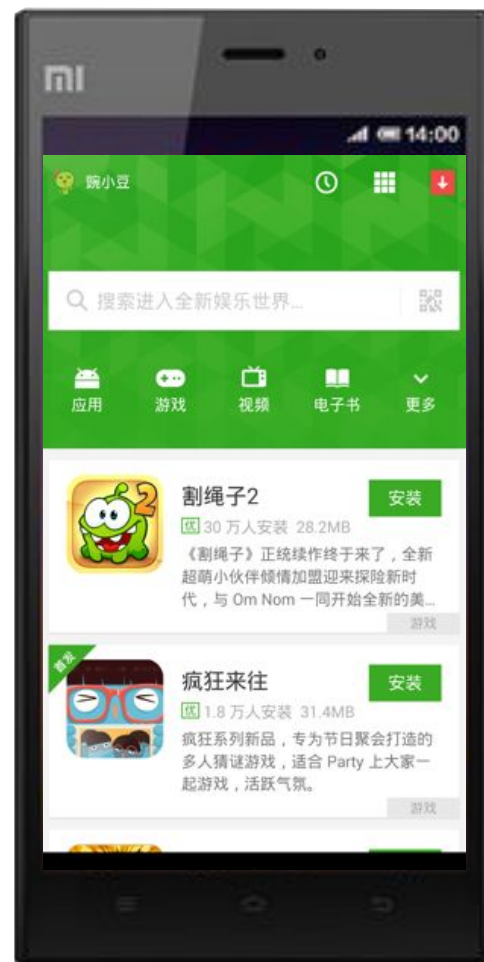 mi
14:00
豌小豆
搜索进入全新娱乐世界...
应用 游戏 视频 电子书 更多
2
割绳子2
安装
优 30 万人安装 28.2MB
《割绳子》正统续作终于来了，全新
超萌小伙伴倾情加盟迎来探险新时
代，与 Om Nom 一同开始全新的美...
游戏
首发
疯狂来往
安装
优 1.8 万人安装 31.4MB
疯狂系列新品，专为节日聚会打造的
多人猜谜游戏，适合 Party 上大家一
起游戏，活跃气氛。
游戏